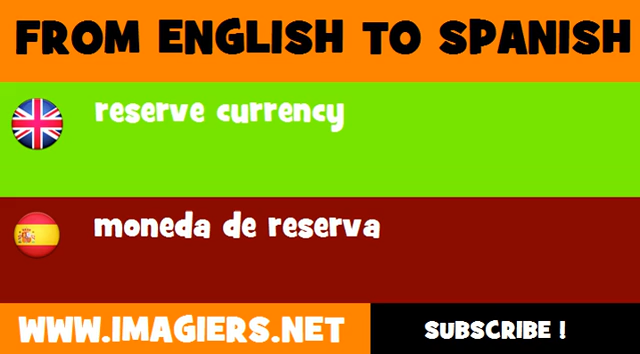 FROM ENGLISH TO SPANISH
reserve currency
moneda de reserva
WWW.IMAGIERS.NET
SUBSCRIBE !